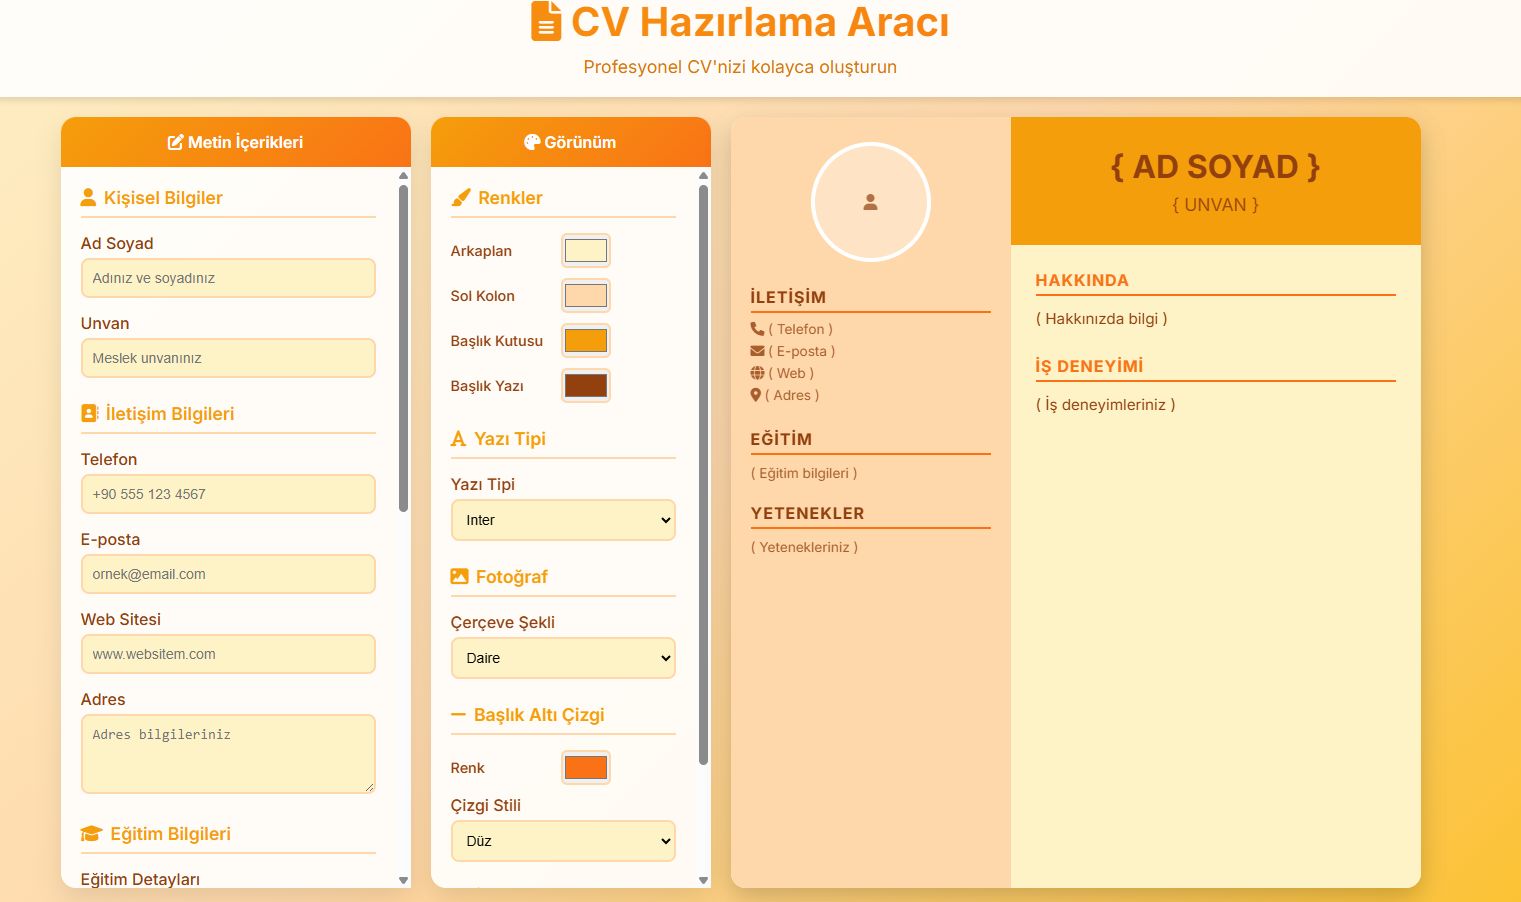 CV Hazırlama Aracı
Profesyonel CV'nizi kolayca oluşturun
Metin İçerikleri
Kişisel Bilgiler
Ad Soyad
Adınız ve soyadınız
Unvan
Meslek unvanınız
İletişim Bilgileri
Telefon
+90 555 123 4567
E-posta
ornek@email.com
Web Sitesi
www.websitem.com
Adres
Adres bilgileriniz
Eğitim Bilgileri
Eğitim Detayları
Görünüm
Renkler
Arkaplan
Sol Kolon
Başlık Kutusu
Başlık Yazı
Yazı Tipi
Yazı Tipi
Inter
Fotoğraf
Çerçeve Şekli
Daire
Başlık Altı Çizgi
Renk
Çizgi Stili
Düz
İLETİŞİM
( Telefon )
( E-posta )
( Web )
( Adres )
EĞİTİM
( Eğitim bilgileri )
YETENEKLER
( Yetenekleriniz )
{ AD SOYAD }
{ UNVAN }
HAKKINDA
( Hakkınızda bilgi )
İŞ DENEYİMİ
( İş deneyimleriniz )